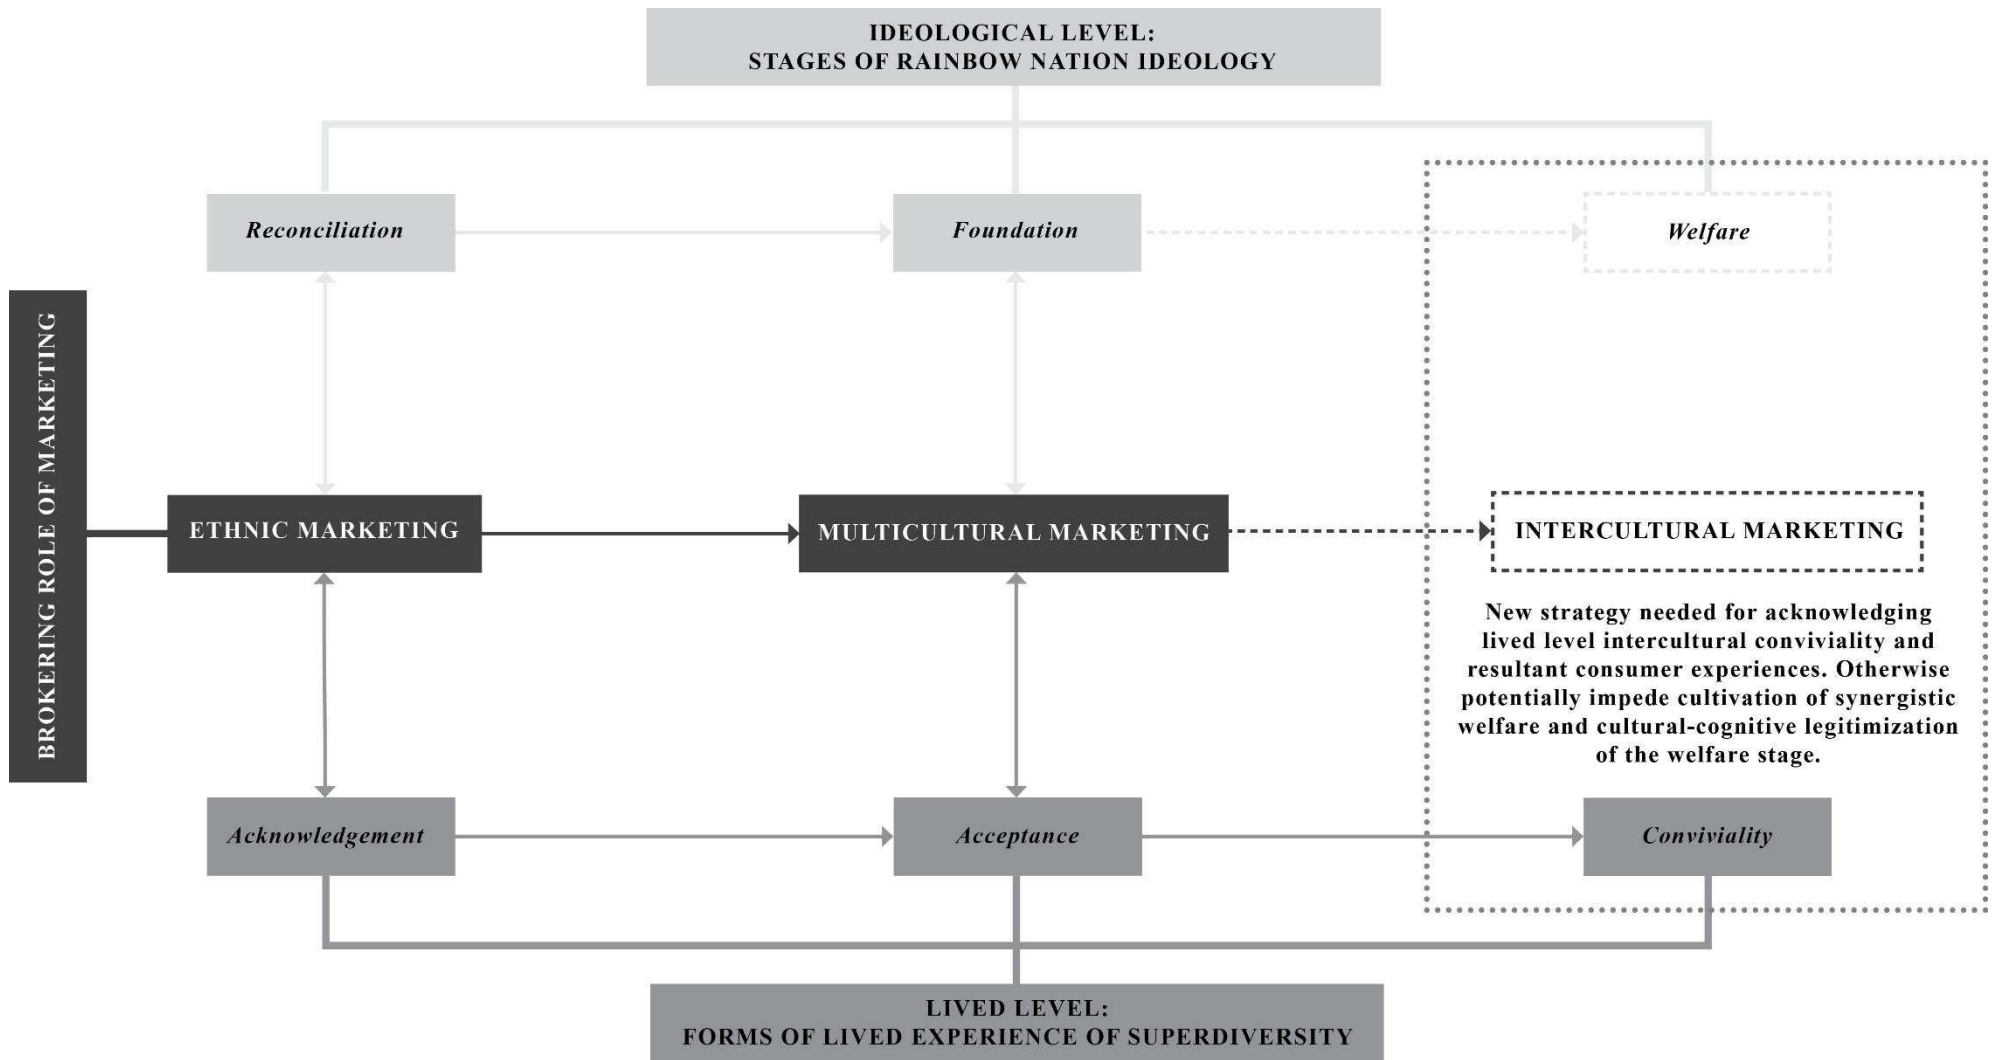 IDEOLOGICAL LEVEL:
STAGES OF RAINBOW NATION IDEOLOGY
Reconciliation
Foundation
Welfare
BROKERING ROLE OF MARKETING
ETHNIC MARKETING
MULTICULTURAL MARKETING
INTERCULTURAL MARKETING
New strategy needed for acknowledging
lived level intercultural conviviality and
resultant consumer experiences. Otherwise
potentially impede cultivation of synergistic
welfare and cultural-cognitive legitimization
of the welfare stage.
Acknowledgement
Acceptance
Conviviality
LIVED LEVEL:
FORMS OF LIVED EXPERIENCE OF SUPERDIVERSITY